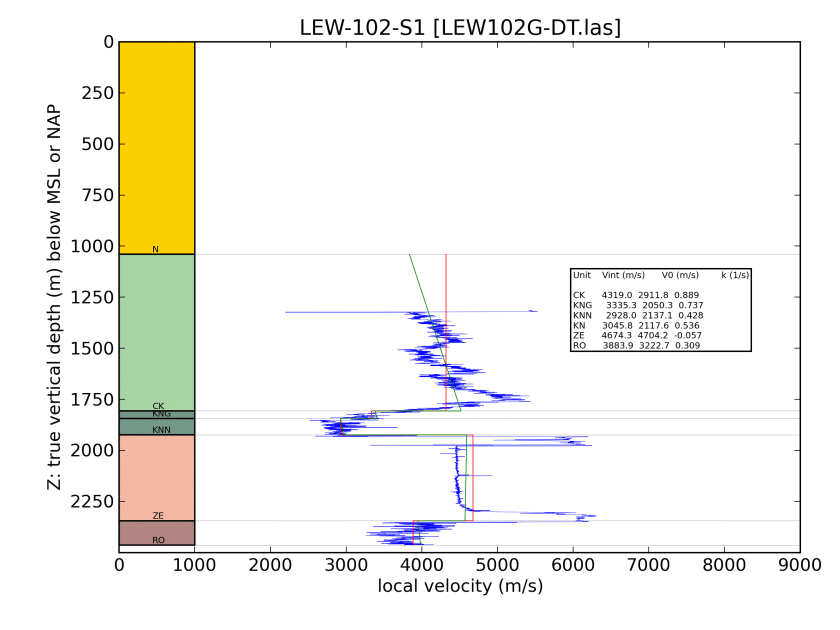 LEW-102-S1 [LEW102G-DT.las]
Z: true vertical depth (m) below MSL or NAP
0
250
500
750
1000
1250
1500
1750
2000
2250
N
CK
KNG
KNN
ZE
RO
Unit Vint (m/s) V0 (m/s) k (1/s)
CK 4319.0 2911.8 0.889
KNG 3335.3 2050.3 0.737
KNN 2928.0 2137.1 0.428
KN 3045.8 2117.6 0.536
ZE 4674.3 4704.2 -0.057
RO 3883.9 3222.7 0.309
0 1000 2000 3000 4000 5000 6000 7000 8000 9000
local velocity (m/s)